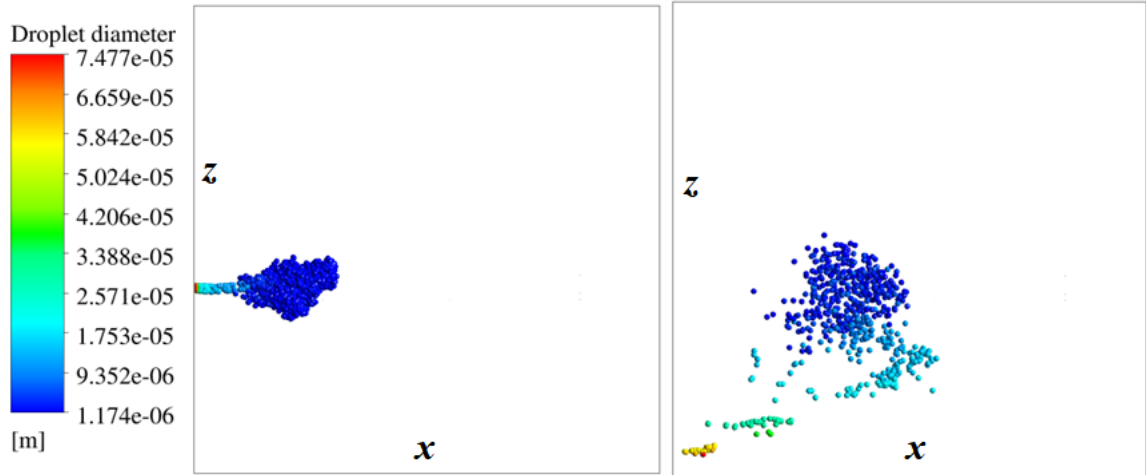 Droplet diameter
7.477e-05
6.659e-05
5.842e-05
5.024e-05
4.206e-05
3.388e-05
2.571e-05
1.753e-05
9.352e-06
1.174e-06
[m]
z
x
z
x